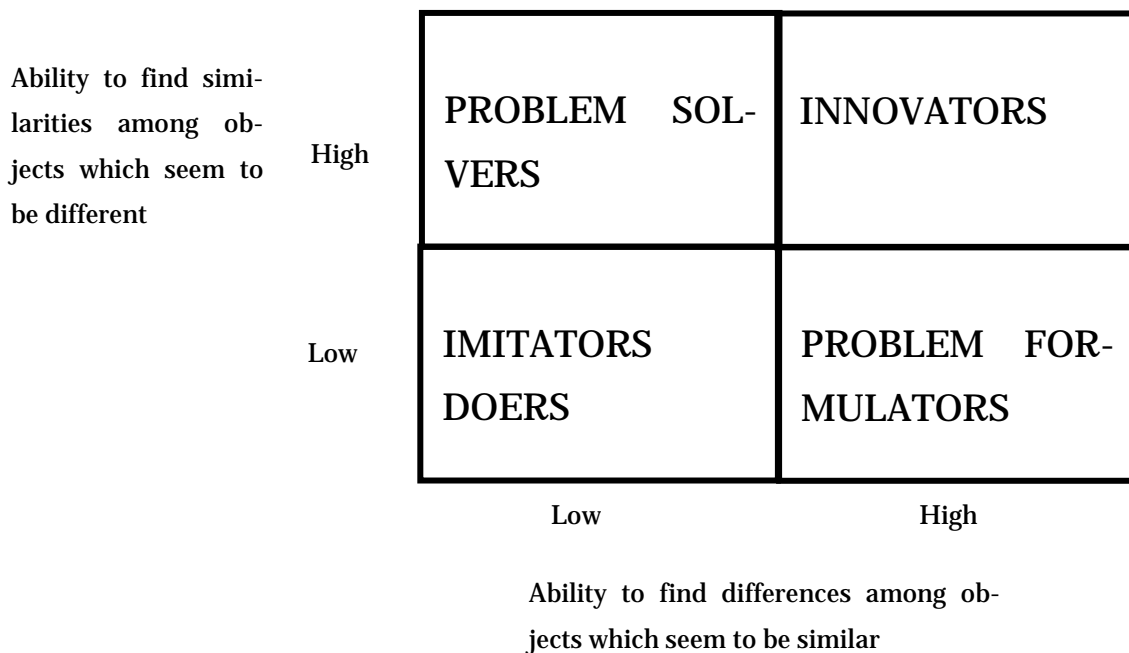 Ability to find simi-
larities among ob-
jects which seem to
be different
High
PROBLEM SOL-
VERS
INNOVATORS
Low
IMITATORS
DOERS
PROBLEM FOR-
MULATORS
Low
High
Ability to find differences among ob-
jects which seem to be similar